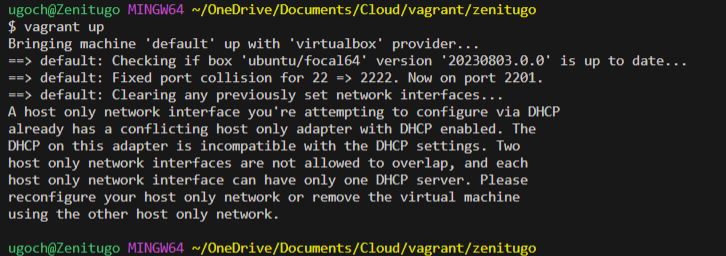 ugoch@Zenitugo MINGW64 ~/OneDrive/Documents/Cloud/vagrant/zenitugo
$ vagrant up
Bringing machine 'default' up with 'virtualbox' provider...
==> default: Checking if box 'ubuntu/focal64' version '20230803.0.0' is up to date...
==> default: Fixed port collision for 22 => 2222. Now on port 2201.
==> default: Clearing any previously set network interfaces...
A host only network interface you're attempting to configure via DHCP
already has a conflicting host only adapter with DHCP enabled. The
DHCP on this adapter is incompatible with the DHCP settings. Two
host only network interfaces are not allowed to overlap, and each
host only network interface can have only one DHCP server. Please
reconfigure your host only network or remove the virtual machine
using the other host only network.
ugoch@Zenitugo MINGW64 ~/OneDrive/Documents/Cloud/vagrant/zenitugo